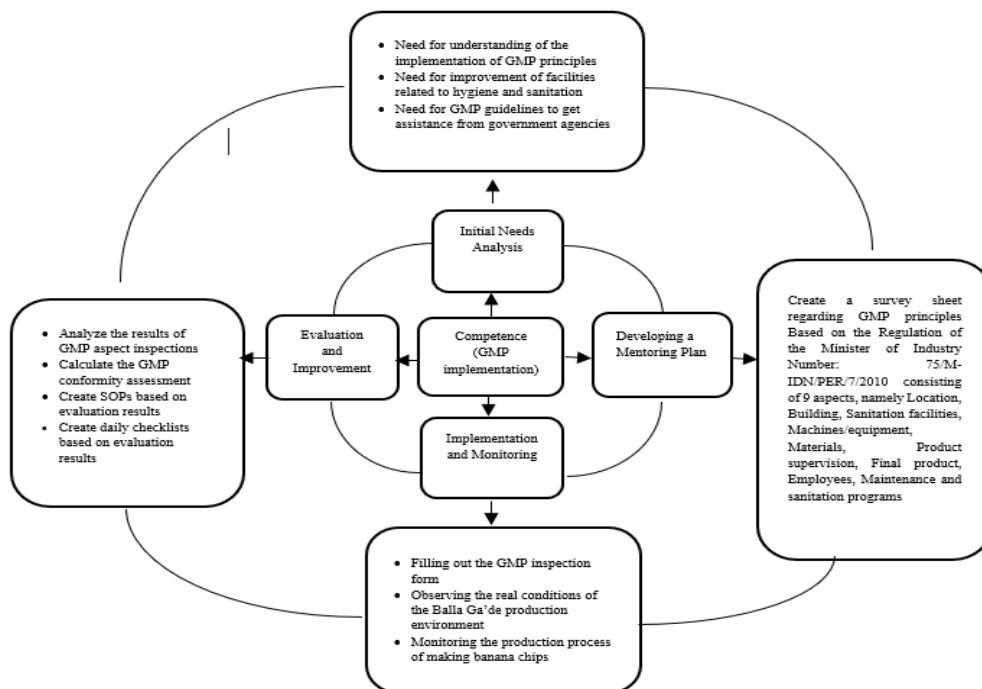 • Need for understanding of the
implementation of GMP principles
• Need for improvement of facilities
related to hygiene and sanitation
• Need for GMP guidelines to get
assistance from government agencies
Initial Needs
Analysis
• Analyze the results of
GMP aspect inspections
• Calculate the GMP
conformity assessment
• Create SOPs based on
evaluation results
• Create daily checklists
based on evaluation
results
Evaluation
and
Improvement
Competence
(GMP
implementation)
Developing a
Mentoring Plan
Create a survey sheet
regarding GMP principles
Based on the Regulation of
the Minister of Industry
Number: 75/M-
IDN/PER/7/2010 consisting
of 9 aspects, namely Location,
Building, Sanitation facilities,
Machines/equipment,
Materials, Product
supervision, Final product,
Employees, Maintenance and
sanitation programs
Implementation
and Monitoring
• Filling out the GMP inspection
form
• Observing the real conditions of
the Balla Ga’de production
environment
• Monitoring the production process
of making banana chips